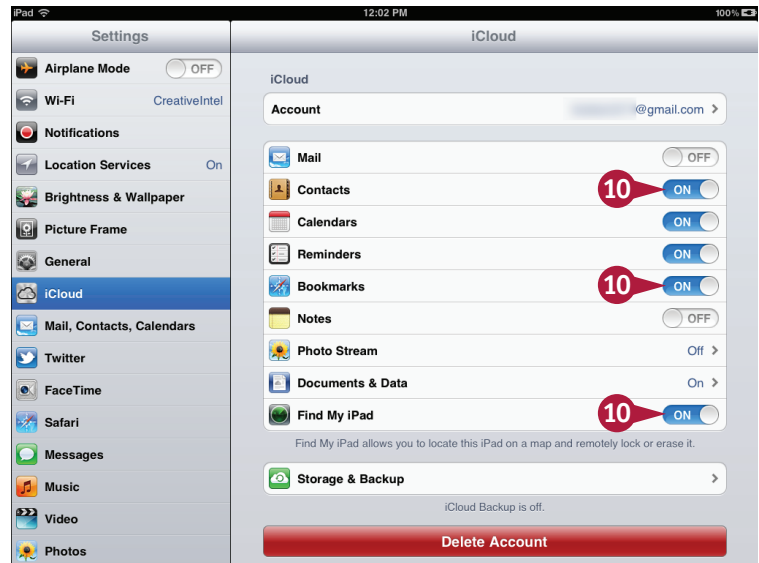 iPad 12:02 PM 100%
Settings
iCloud
Airplane Mode OFF
Wi-Fi CreativeIntel
Notifications
Location Services On
Brightness & Wallpaper
Picture Frame
General
iCloud
Mail, Contacts, Calendars
Twitter
FaceTime
Safari
Messages
Music
Video
Photos
iCloud
Account @gmail.com
Mail OFF
Contacts 10 ON
Calendars ON
Reminders ON
Bookmarks 10 ON
Notes OFF
Photo Stream Off
Documents & Data On
Find My iPad 10 ON
Find My iPad allows you to locate this iPad on a map and remotely lock or erase it.
Storage & Backup
iCloud Backup is off.
Delete Account